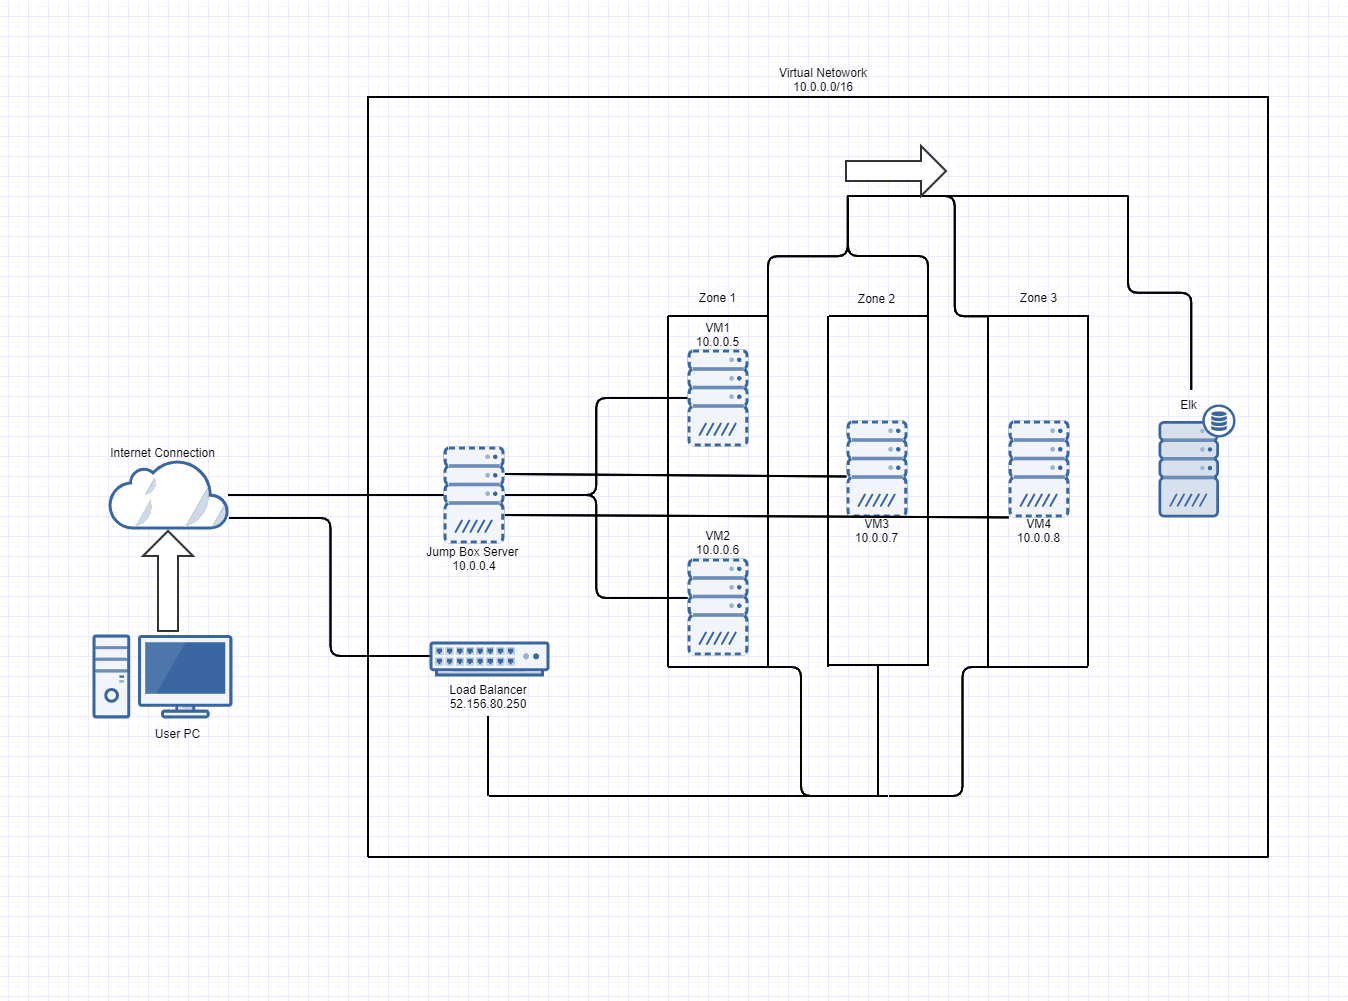 Virtual Netowork
10.0.0.0/16
Zone 1
Zone 2
Zone 3
VM1
10.0.0.5
Elk
Internet Connection
VM3
10.0.0.7
VM4
10.0.0.8
VM2
10.0.0.6
Jump Box Server
10.0.0.4
Load Balancer
52.156.80.250
User PC